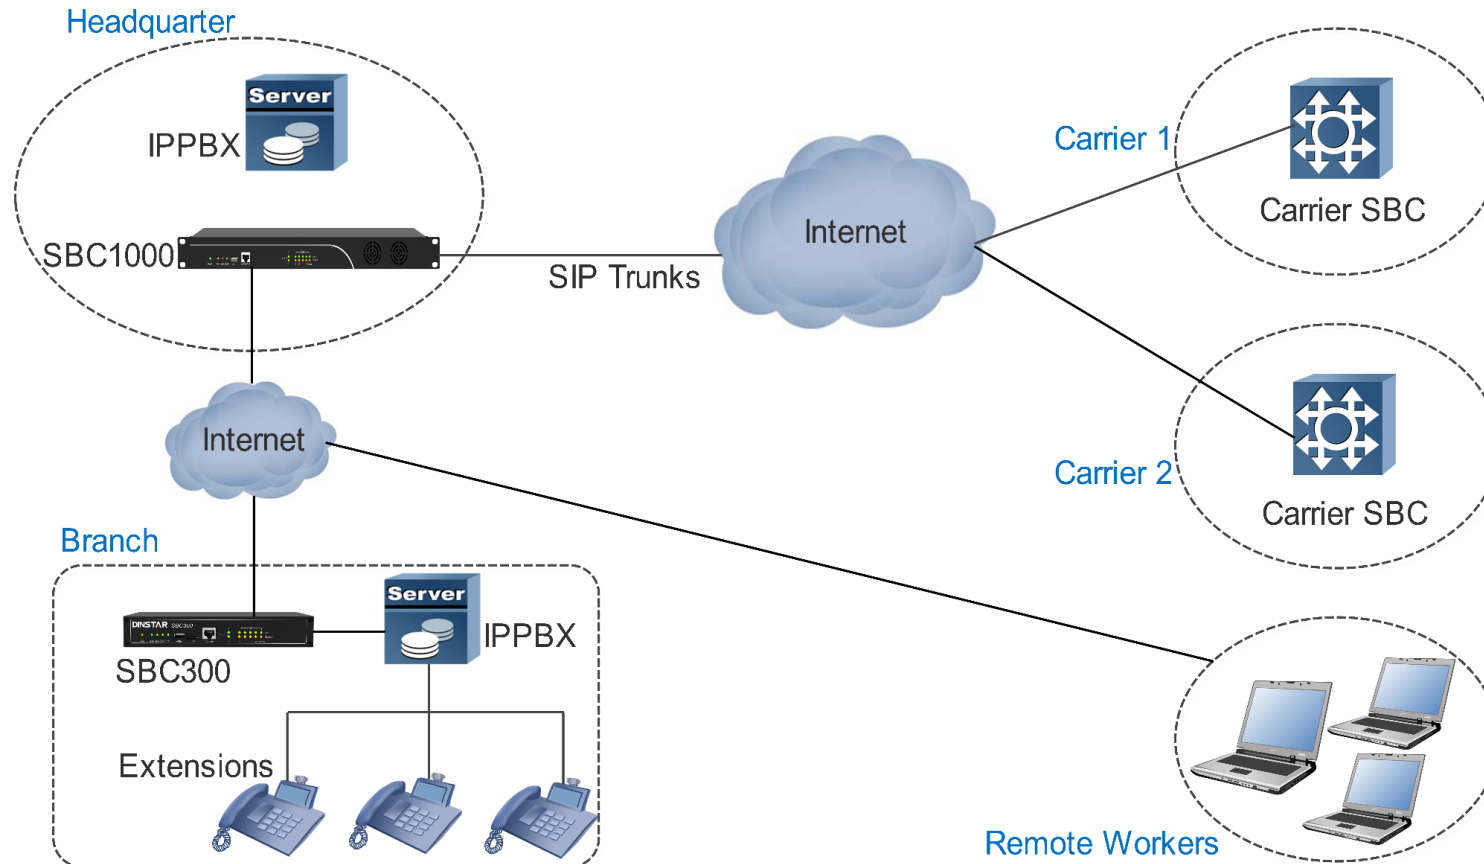 Headquarter
Server
IPPBX
SBC1000
SIP Trunks
Internet
Carrier 1
Carrier SBC
Carrier 2
Carrier SBC
Internet
Branch
DINSTAR SBC300
SBC300
Server
IPPBX
Extensions
Remote Workers